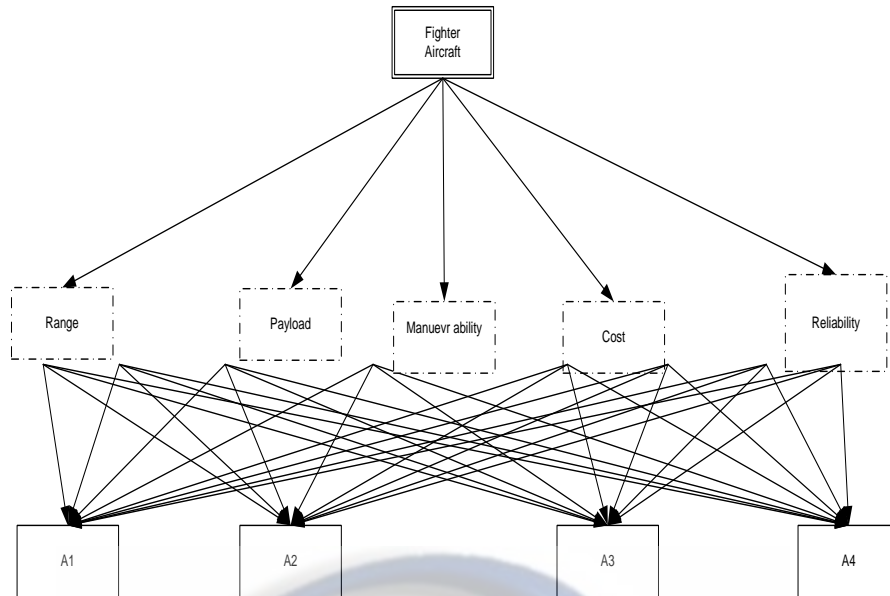 Fighter
Aircraft
Range
Payload
Manuevr ability
Cost
Reliability
A1
A2
A3
A4